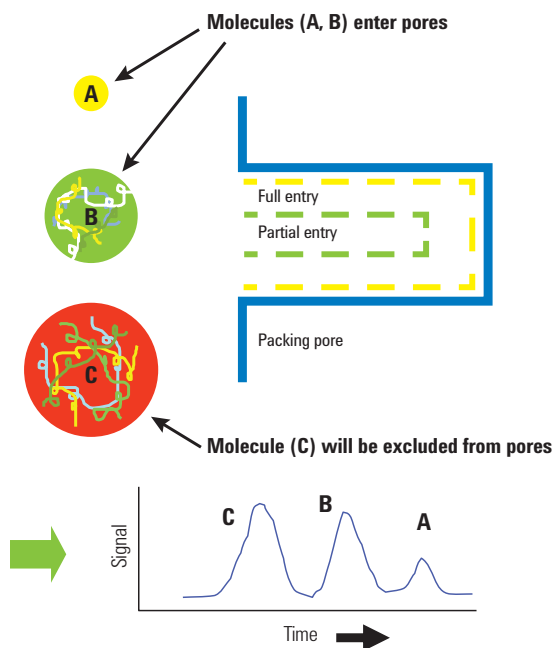 Molecules (A, B) enter pores
A
B
Full entry
Partial entry
Packing pore
C
Molecule (C) will be excluded from pores
C
B
A
Signal
Time